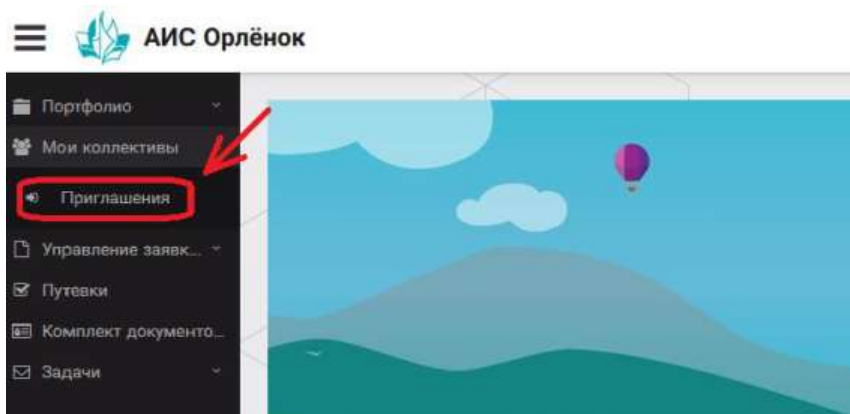 АИС Орлёнок
Портфолио
Мои коллективы
Приглашения
Управление заявк...
Путевки
Комплект документо...
Задачи